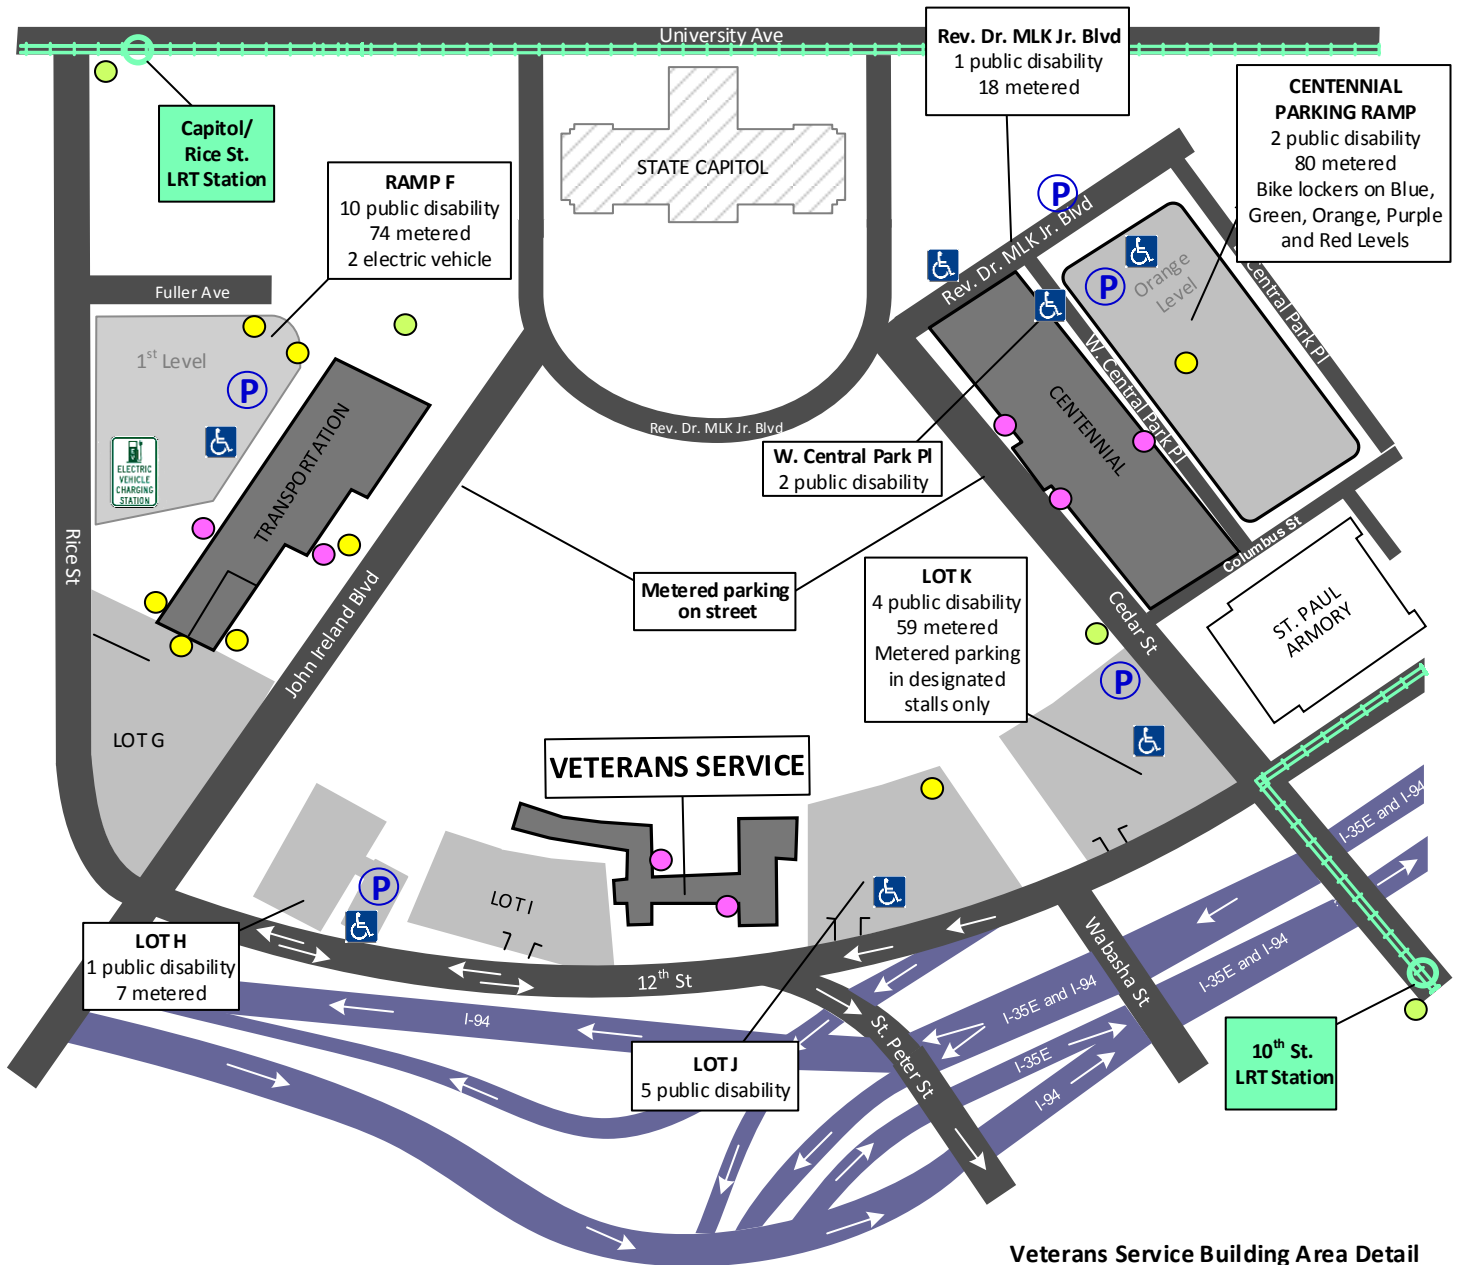 University Ave
Rev. Dr. MLK Jr. Blvd
1 public disability
18 metered
CENTENNIAL
PARKING RAMP
2 public disability
80 metered
Bike lockers on Blue,
Green, Orange, Purple
and Red Levels
Capitol/
Rice St.
LRT Station
STATE CAPITOL
RAMP F
10 public disability
74 metered
2 electric vehicle
P
Rev. Dr. MLK Jr. Blvd
Fuller Ave
P
Orange
Level
Central Park Pl
1st Level
P
W. Central Park Pl
Rev. Dr. MLK Jr. Blvd
CENTENNIAL
TRANSPORTATION
EV
ELECTRIC
VEHICLE
CHARGING
STATION
W. Central Park Pl
2 public disability
Rice St
Columbus St
Metered parking
on street
LOT K
4 public disability
59 metered
Metered parking
in designated
stalls only
John Ireland Blvd
Cedar St
ST. PAUL
ARMORY
P
LOT G
VETERANS SERVICE
I-35E and I-94
P
LOT I
LOT H
1 public disability
7 metered
12th St
Wabasha St
I-35E and I-94
I-35E and I-94
I-94
St. Peter St
I-35E
LOT J
5 public disability
I-94
10th St.
LRT Station
Veterans Service Building Area Detail